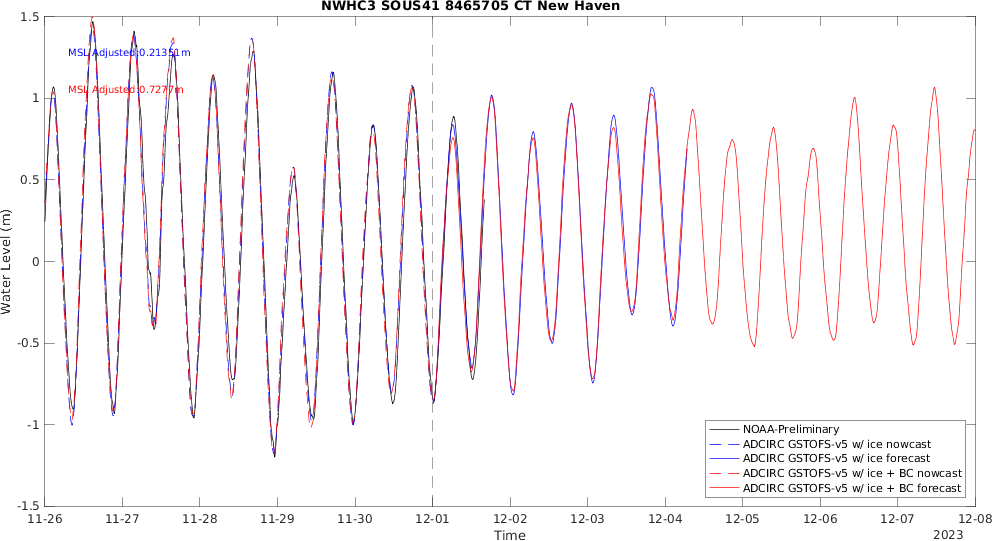 NWHC3 SOUS41 8465705 CT New Haven
1.5
MSL Adjusted:0.21351m
MSL Adjusted:0.7277m
1
0.5
0
-0.5
-1
-1.5
Water Level (m)
NOAA-Preliminary
ADCIRC GSTOFS-v5 w/ ice nowcast
ADCIRC GSTOFS-v5 w/ ice forecast
ADCIRC GSTOFS-v5 w/ ice + BC nowcast
ADCIRC GSTOFS-v5 w/ ice + BC forecast
11-26 11-27 11-28 11-29 11-30 12-01 12-02 12-03 12-04 12-05 12-06 12-07 12-08
Time
2023